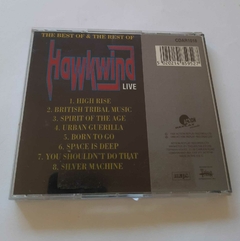 THE BEST OF & THE BEST OF
Hawkwind
LIVE
1. HIGH RISE
2. BRITISH TRIBAL MUSIC
3. SPIRIT OF THE AGE
4. URBAN GUERILLA
5. BORN TO GO
6. SPACE IS DEEP
7. YOU SHOULDN'T DO THAT
8. SILVER MACHINE